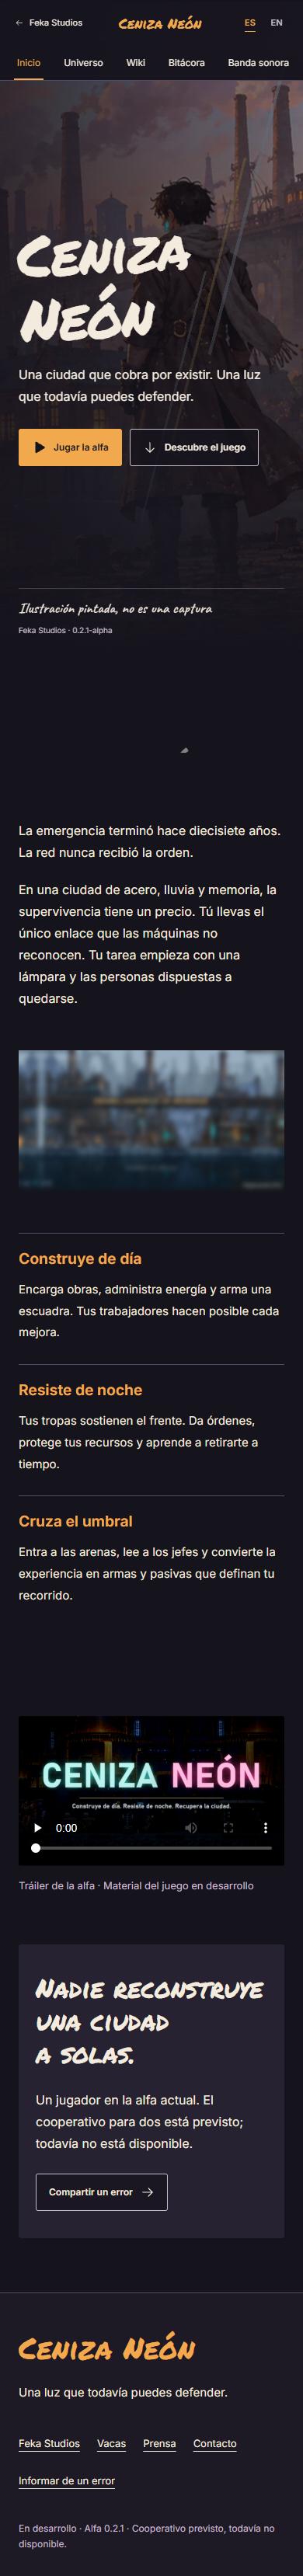 ← Feka Studios
Ceniza Neón
ES EN
Inicio Universo Wiki Bitácora Banda sonora
Ceniza
Neón
Una ciudad que cobra por existir. Una luz
que todavía puedes defender.
Jugar la alfa
Descubre el juego
Ilustración pintada, no es una captura
Feka Studios · 0.2.1-alpha
La emergencia terminó hace diecisiete años.
La red nunca recibió la orden.
En una ciudad de acero, lluvia y memoria, la
supervivencia tiene un precio. Tú llevas el
único enlace que las máquinas no
reconocen. Tu tarea empieza con una
lámpara y las personas dispuestas a
quedarse.
Construye de día
Encarga obras, administra energía y arma una
escuadra. Tus trabajadores hacen posible cada
mejora.
Resiste de noche
Tus tropas sostienen el frente. Da órdenes,
protege tus recursos y aprende a retirarte a
tiempo.
Cruza el umbral
Entra a las arenas, lee a los jefes y convierte la
experiencia en armas y pasivas que definan tu
recorrido.
CENIZA NEÓN
Construye de día. Resiste de noche. Recupera la ciudad.
0:00
Tráiler de la alfa · Material del juego en desarrollo
Nadie reconstruye
una ciudad
a solas.
Un jugador en la alfa actual. El
cooperativo para dos está previsto;
todavía no está disponible.
Compartir un error →
Ceniza Neón
Una luz que todavía puedes defender.
Feka Studios Vacas Prensa Contacto
Informar de un error
En desarrollo · Alfa 0.2.1 · Cooperativo previsto, todavía no
disponible.